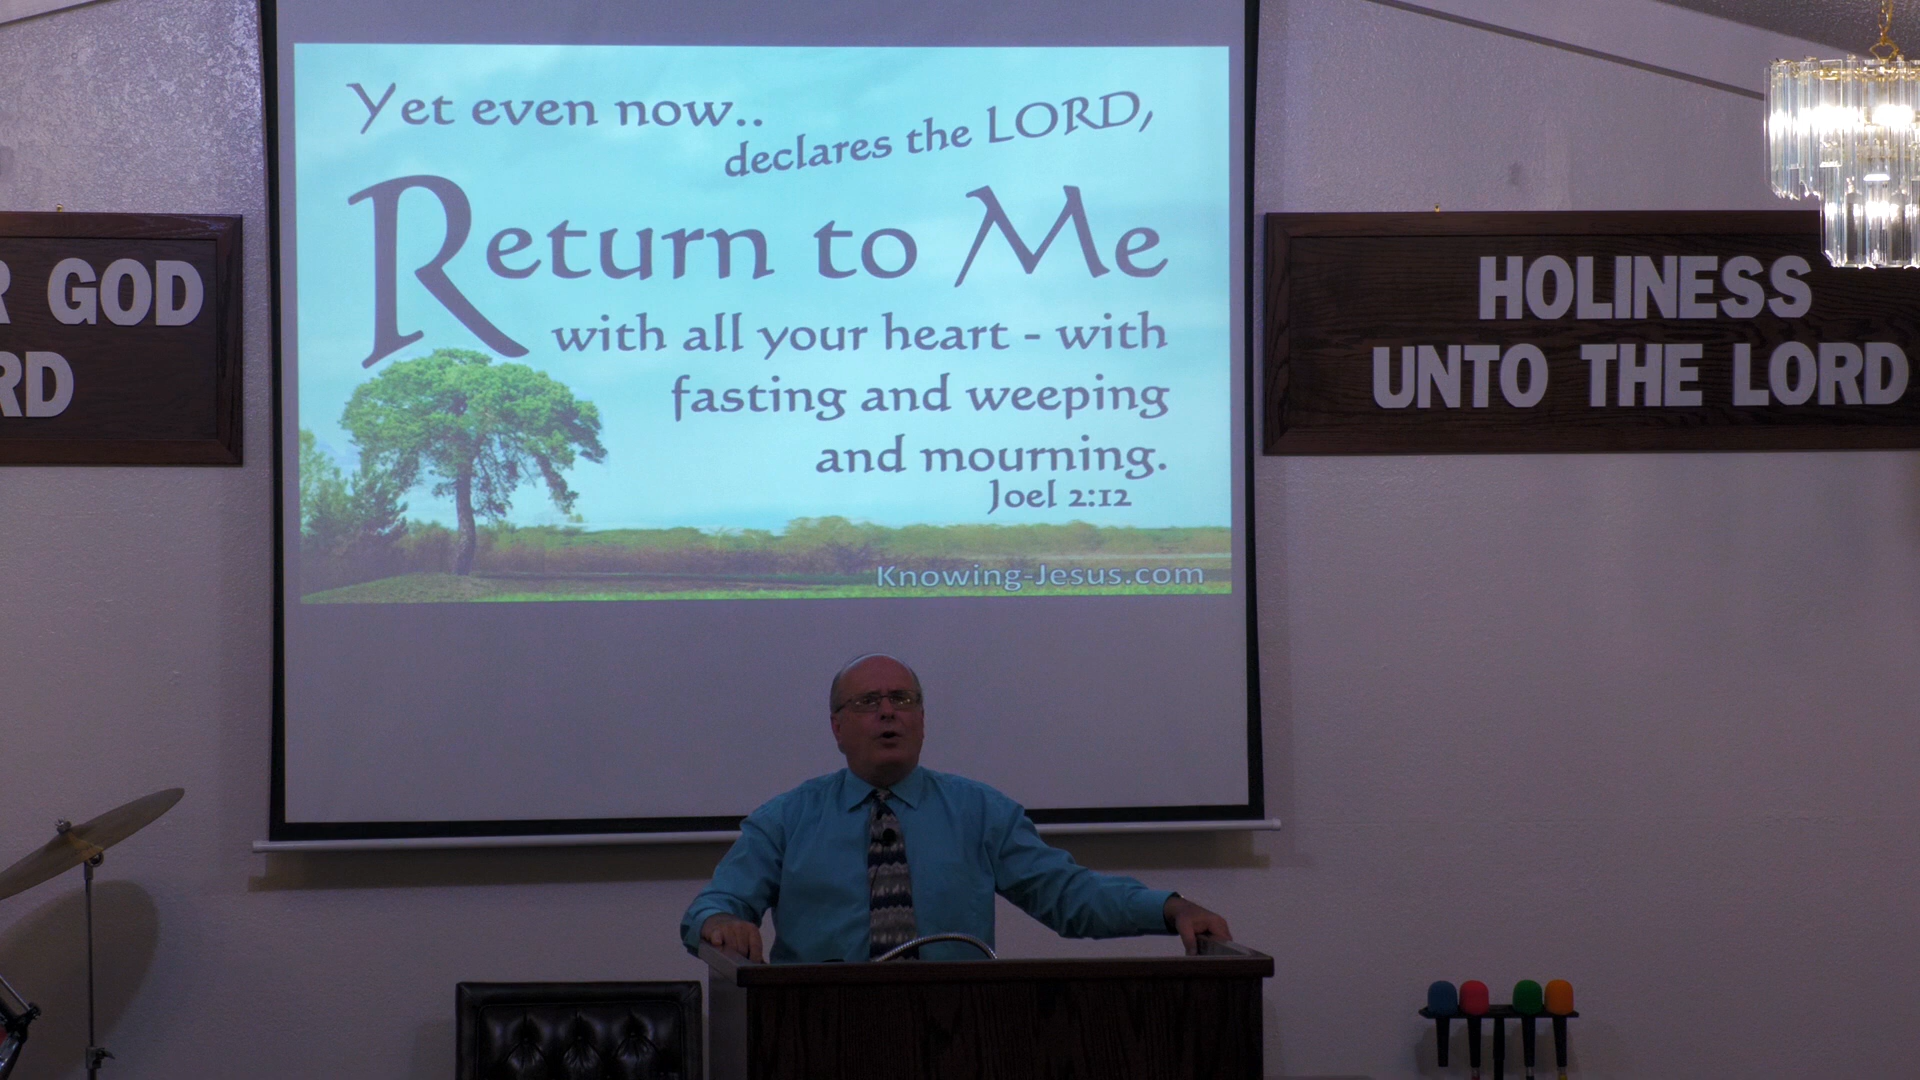 Yet even now..
declares the LORD,
Return to Me
with all your heart - with
fasting and weeping
and mourning.
Joel 2:12
Knowing-Jesus.com
GOD
HOLINESS
UNTO THE LORD